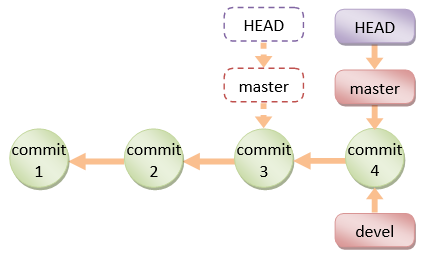 HEAD
HEAD
master
master
commit
1
commit
2
commit
3
commit
4
devel